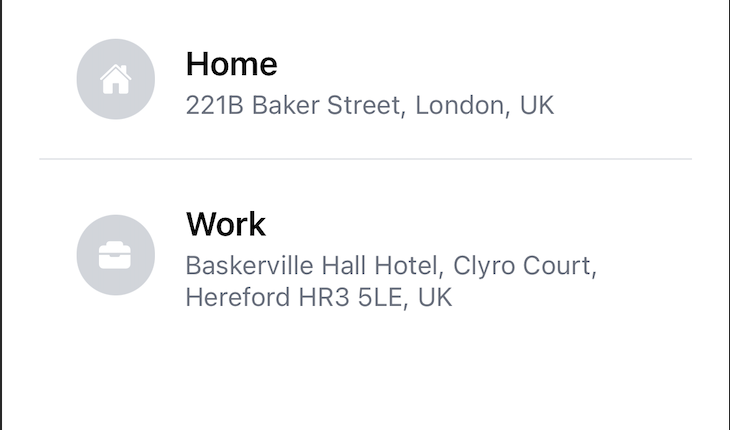 Home
221B Baker Street, London, UK
Work
Baskerville Hall Hotel, Clyro Court,
Hereford HR3 5LE, UK